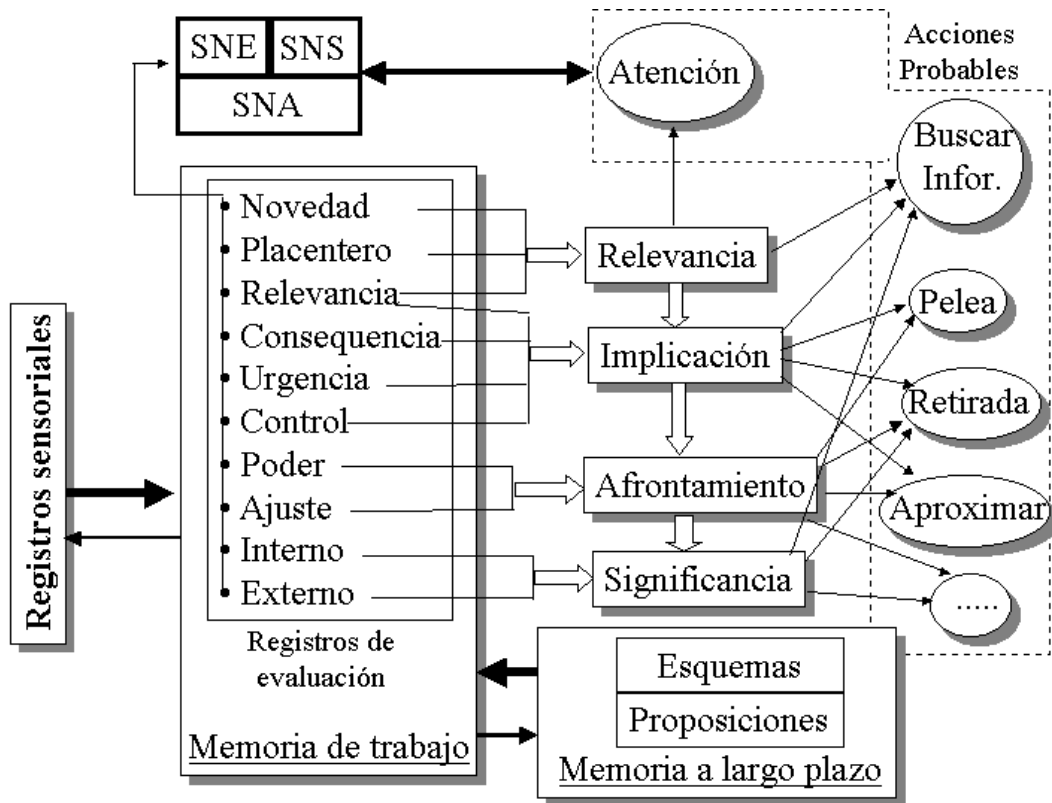 SNE
SNS
SNA
Atención
Acciones
Probables
Buscar
Infor.
Novedad
Placentero
Relevancia
Consequencia
Urgencia
Control
Poder
Ajuste
Interno
Externo
Registros de
evaluación
Memoria de trabajo
Registros sensoriales
Relevancia
Implicación
Afrontamiento
Significancia
Pelea
Retirada
Aproximar
.....
Esquemas
Proposiciones
Memoria a largo plazo